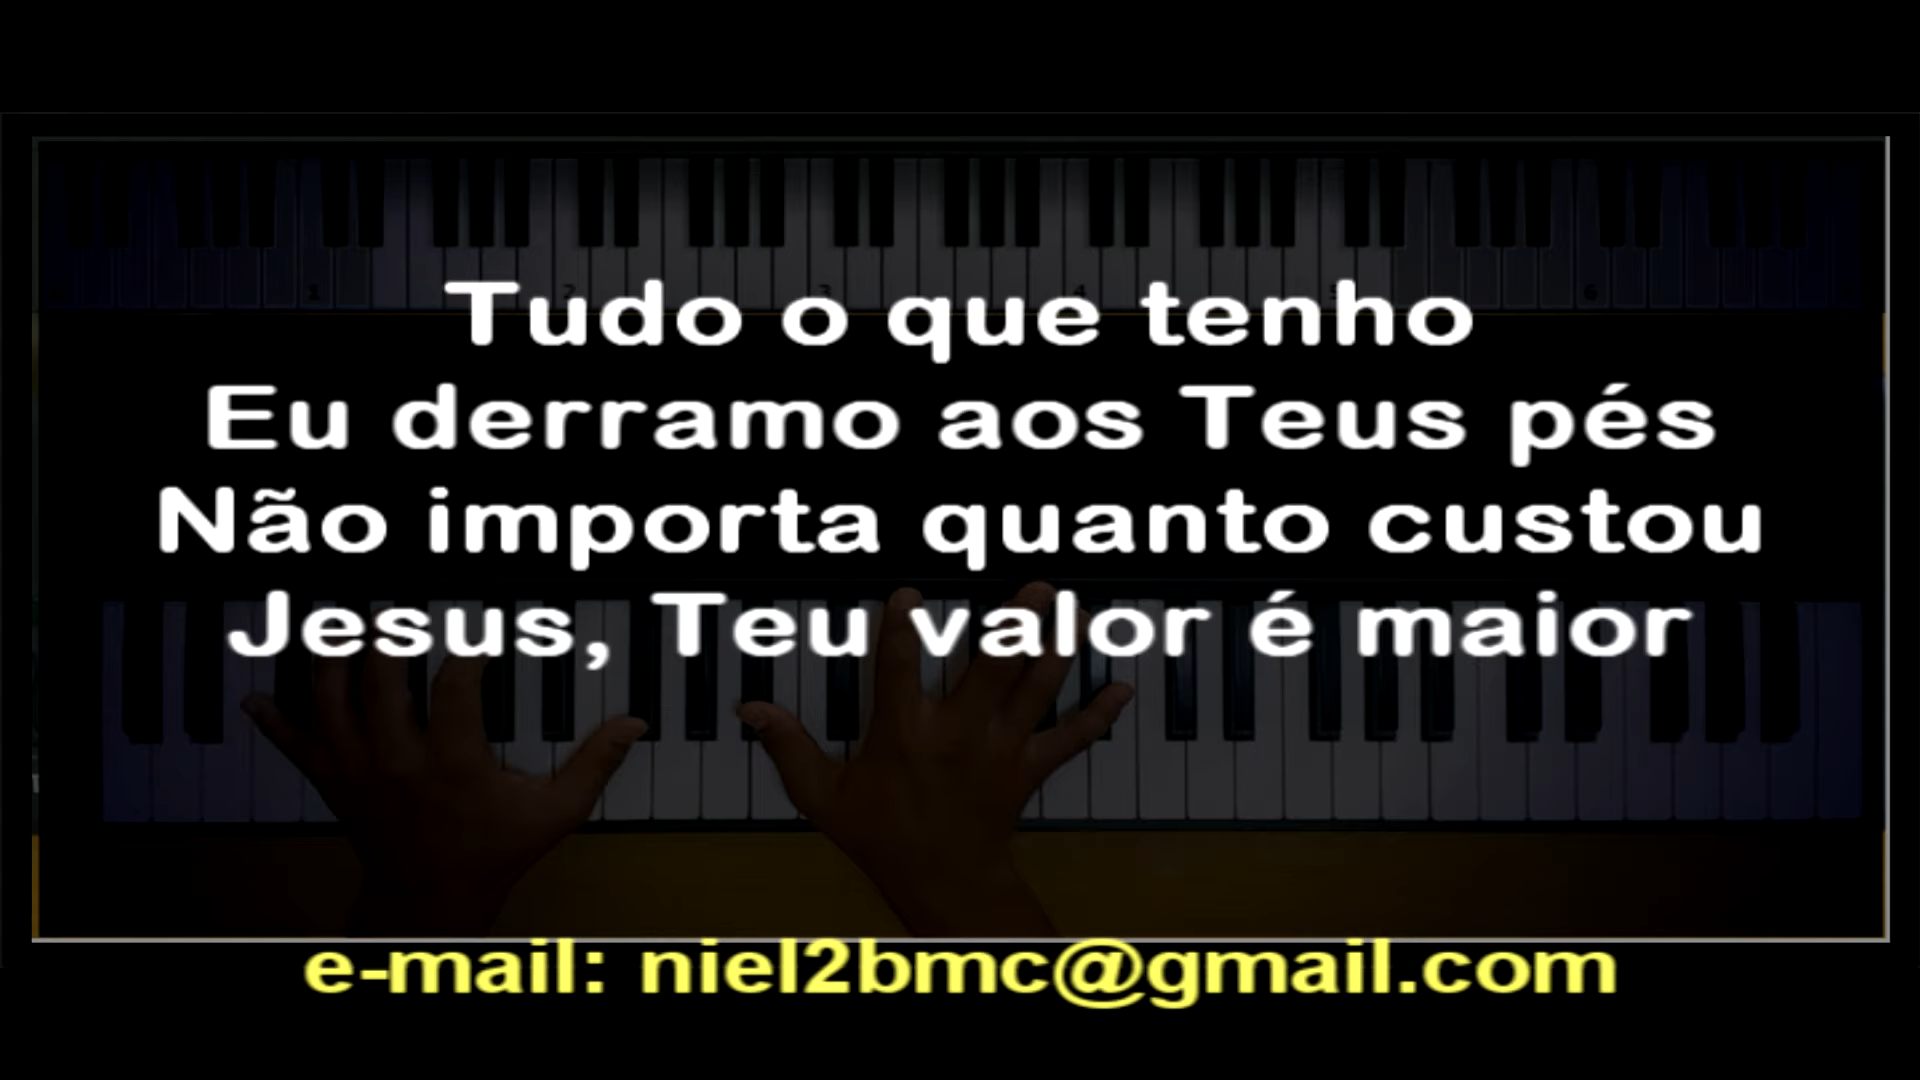 Tudo o que tenho
Eu derramo aos Teus pés
Não importa quanto custou
Jesus, Teu valor é maior
e-mail: niel2bmc@gmail.com